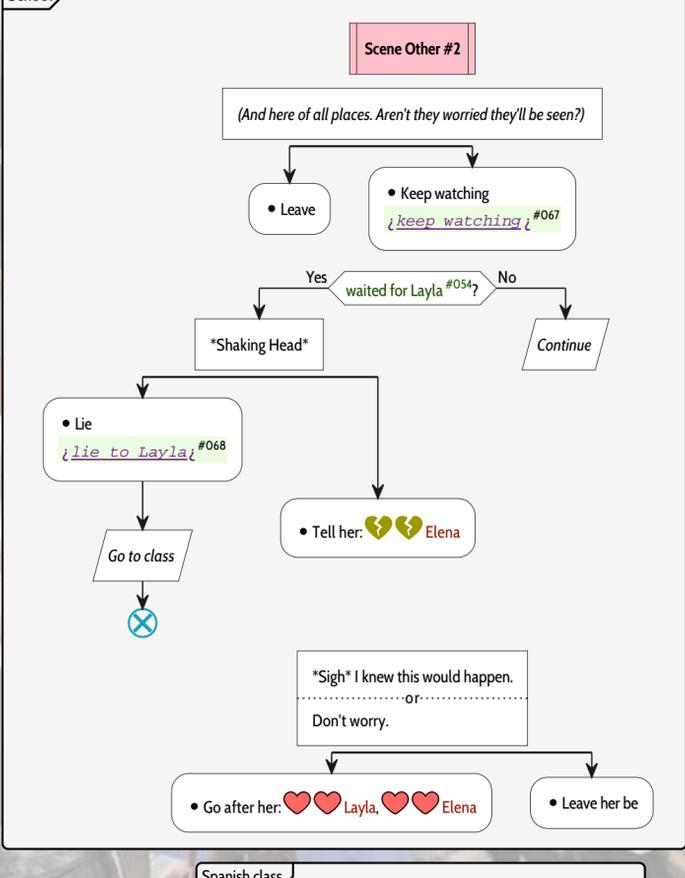 School
Scene Other #2
(And here of all places. Aren't they worried they'll be seen?)
• Leave
• Keep watching
¿keep watching¿ #067
Yes
waited for Layla #054?
No
*Shaking Head*
Continue
• Lie
¿lie to Layla¿ #068
• Tell her: Elena
Go to class
*Sigh* I knew this would happen.
or
Don't worry.
• Go after her: Layla, Elena
• Leave her be
Spanish class